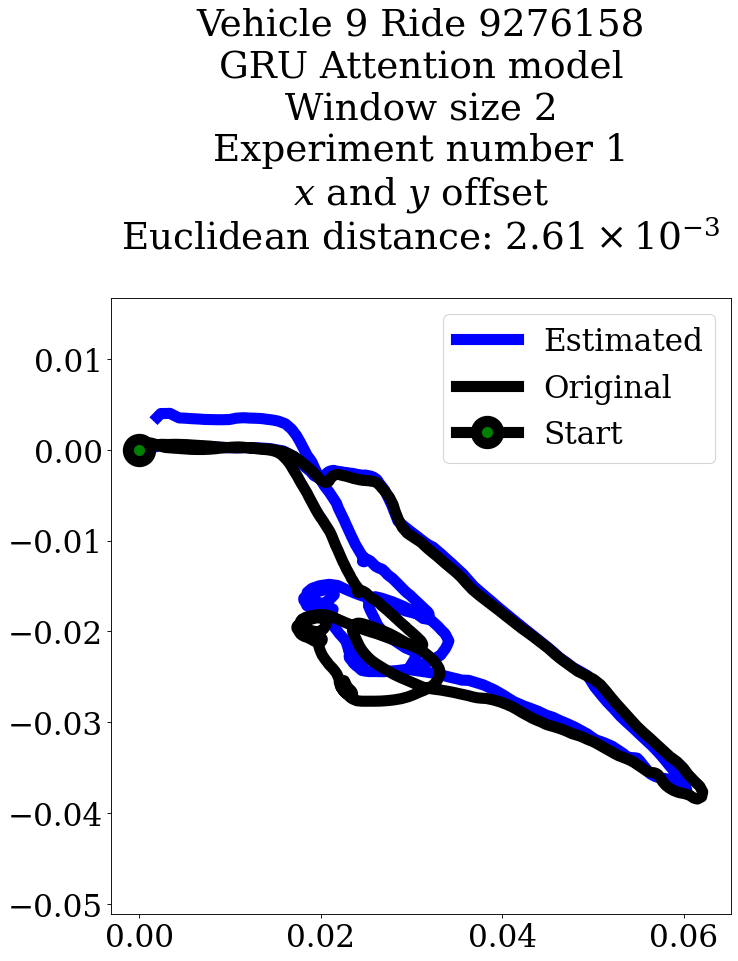 Vehicle 9 Ride 9276158
GRU Attention model
Window size 2
Experiment number 1
x and y offset
Euclidean distance: 2.61 × 10⁻³
Estimated
Original
Start
0.01
0.00
−0.01
−0.02
−0.03
−0.04
−0.05
0.00 0.02 0.04 0.06